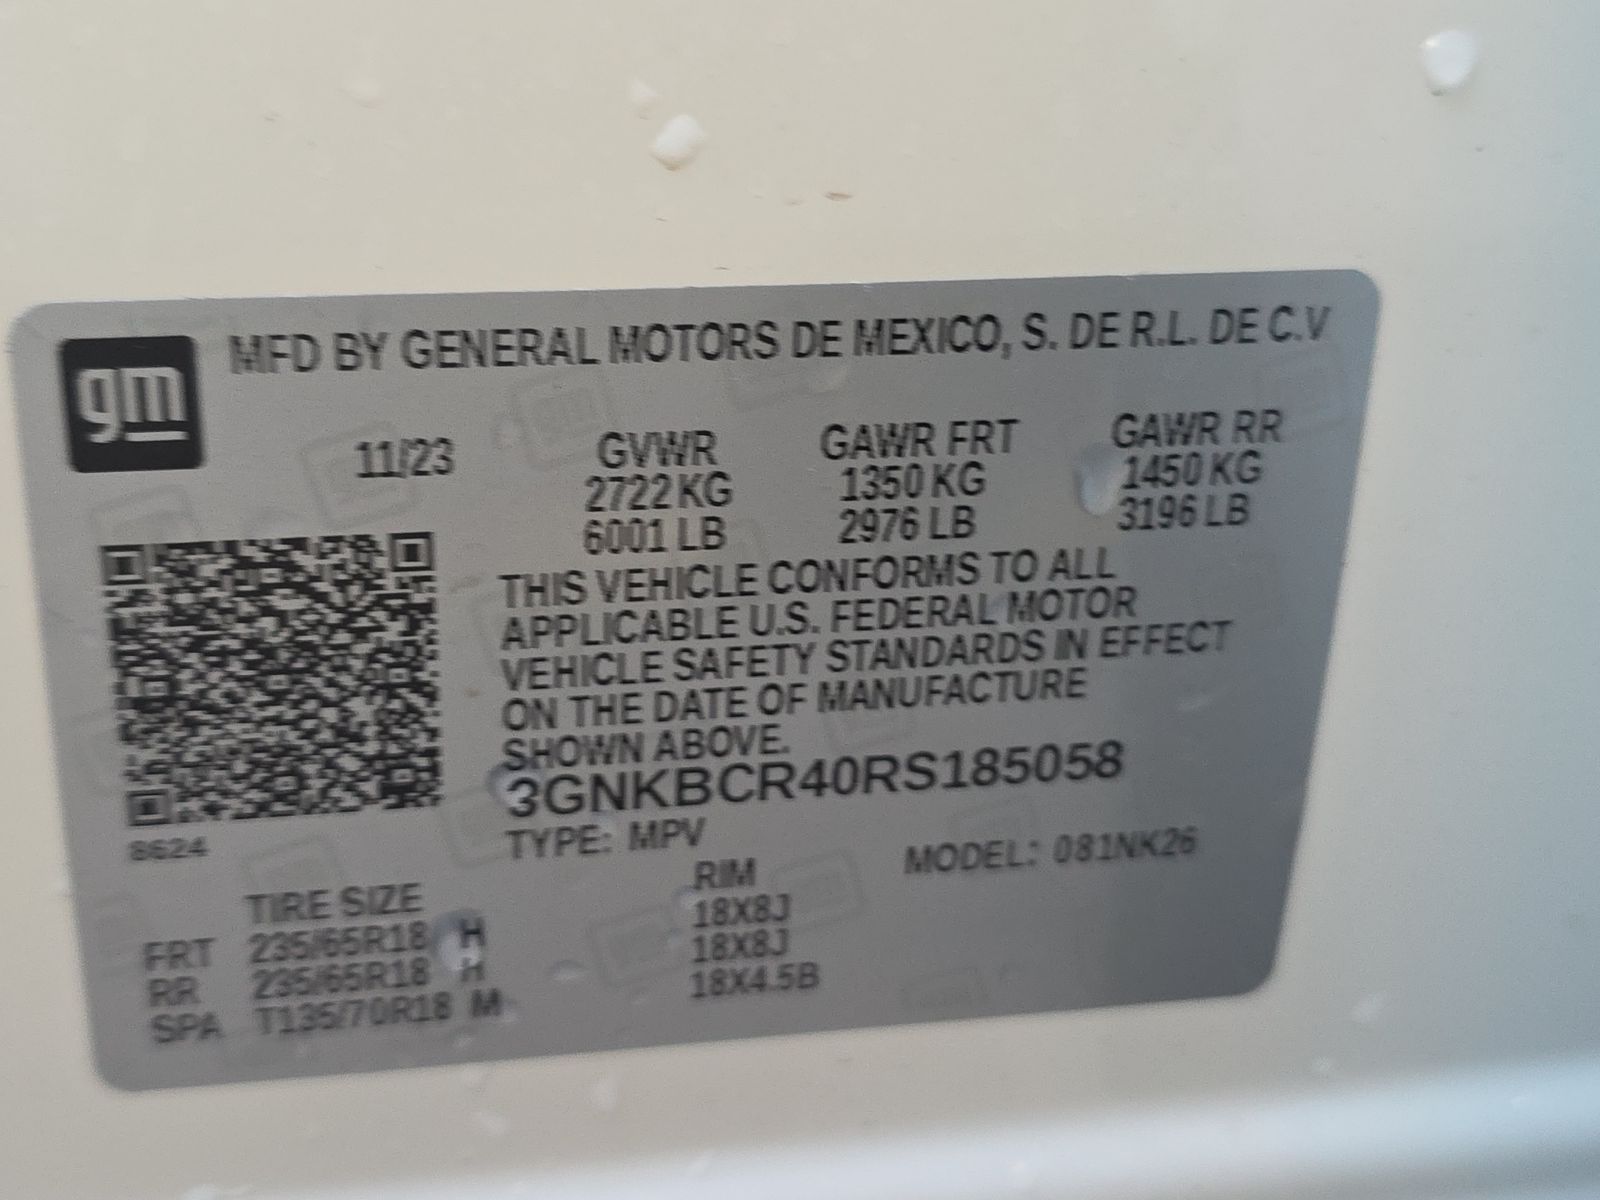 gm MFD BY GENERAL MOTORS DE MEXICO, S. DE R.L. DE C.V
11/23 GVWR GAWR FRT GAWR RR
2722 KG 1350 KG 1450 KG
6001 LB 2976 LB 3196 LB
THIS VEHICLE CONFORMS TO ALL
APPLICABLE U.S. FEDERAL MOTOR
VEHICLE SAFETY STANDARDS IN EFFECT
ON THE DATE OF MANUFACTURE
SHOWN ABOVE.
3GNKBCR40RS185058
8624 TYPE: MPV MODEL: 081NK26
TIRE SIZE RIM
FRT 235/65R18 H 18X8J
RR 235/65R18 H 18X8J
SPA T135/70R18 M 18X4.5B